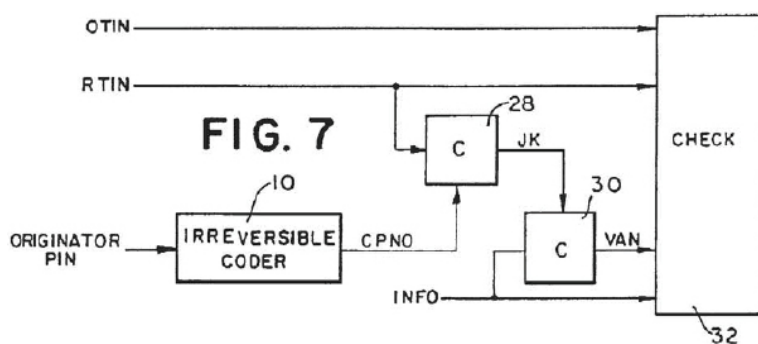 OTIN
RTIN
28
FIG. 7
C
JK
CHECK
10
30
ORIGINATOR
PIN
IRREVERSIBLE
CODER
CPNO
C
VAN
INFO
32